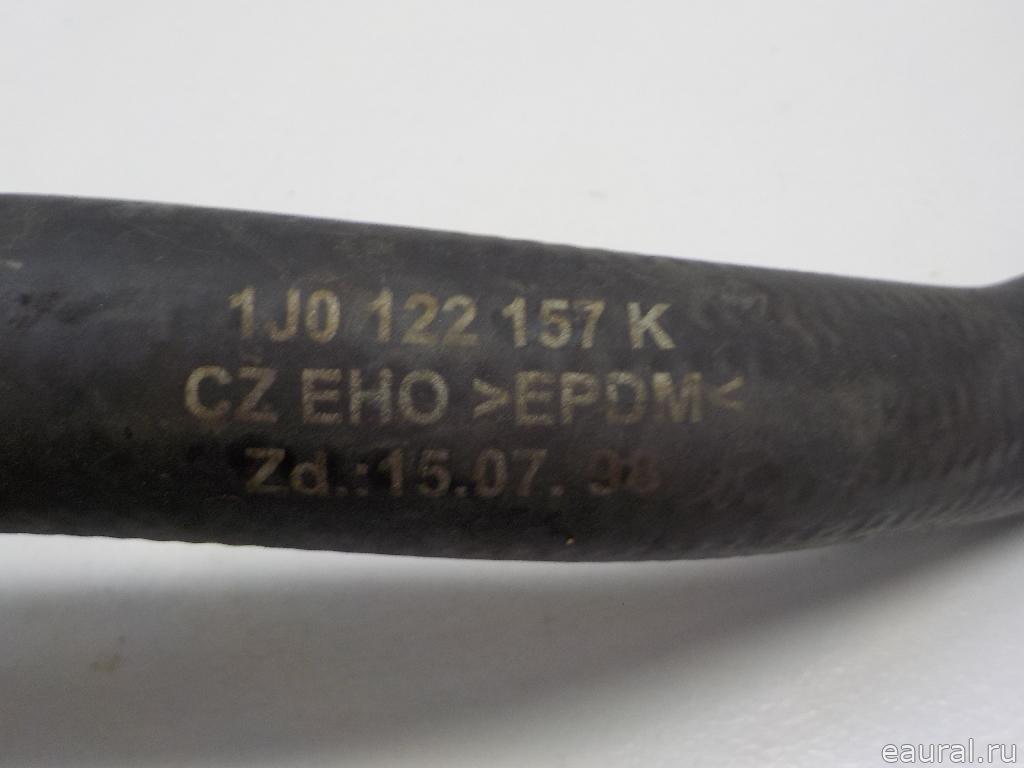 1J0 122 157 K
CZ EHO >EPDM<
Zd.:15.07. 98
eaural.ru